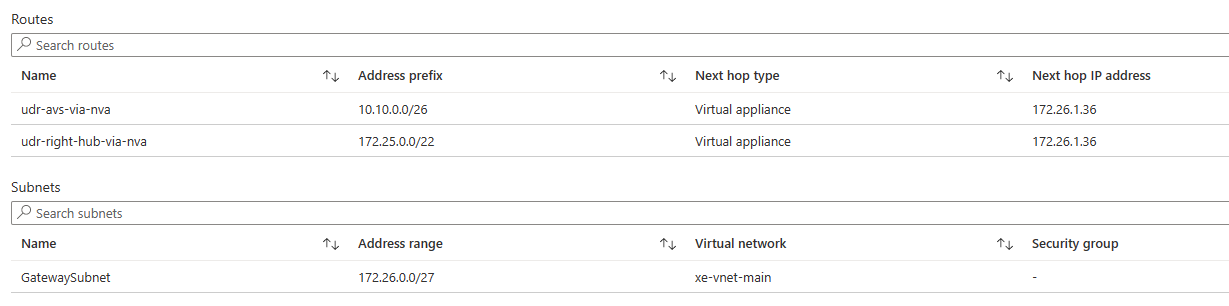 Routes
Search routes
Name Address prefix Next hop type Next hop IP address
udr-avs-via-nva 10.10.0.0/26 Virtual appliance 172.26.1.36
udr-right-hub-via-nva 172.25.0.0/22 Virtual appliance 172.26.1.36
Subnets
Search subnets
Name Address range Virtual network Security group
GatewaySubnet 172.26.0.0/27 xe-vnet-main -